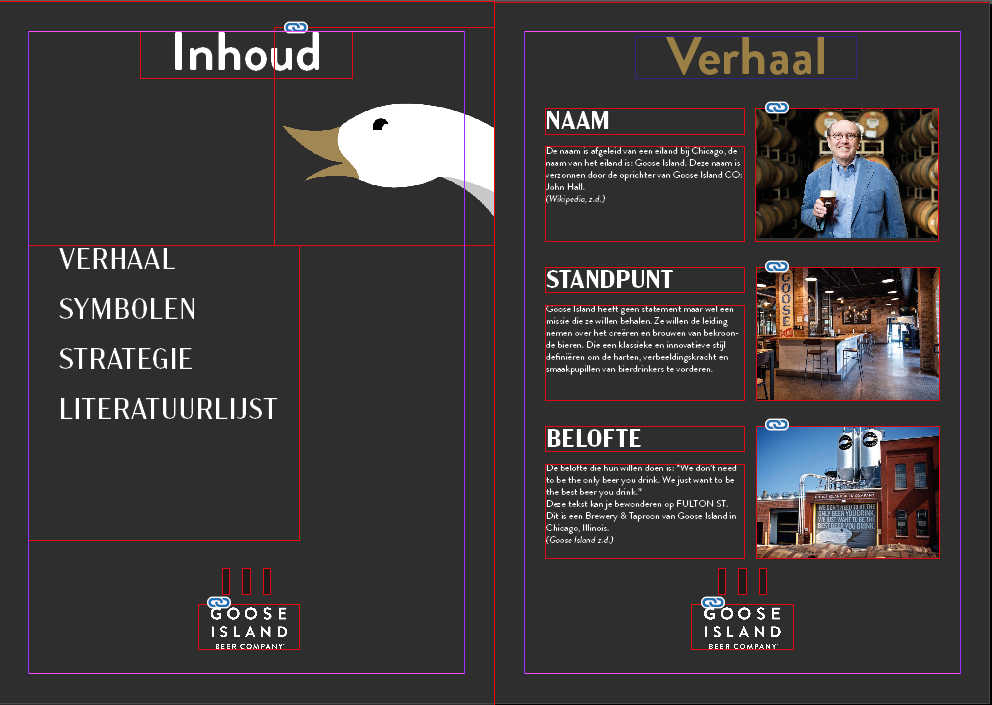 Inhoud
VERHAAL
SYMBOLEN
STRATEGIE
LITERATUURLIJST
GOOSE
ISLAND
BEER COMPANY
Verhaal
NAAM
De naam is afgeleid van een eiland bij Chicago, de
naam van het eiland is: Goose Island. Deze naam is
verzonnen door de oprichter van Goose Island CO:
John Hall.
(Wikipedia, z.d.)
STANDPUNT
Goose Island heeft geen statement maar wel een
missie die ze willen behalen. Ze willen de leiding
nemen over het creëren en brouwen van bekroon-
de bieren. Die een klassieke en innovatieve stijl
definiëren om de harten, verbeeldingskracht en
smaakpupillen van bierdrinkers te vorderen.
GOOSE
BELOFTE
De belofte die hun willen doen is: "We don't need
to be the only beer you drink. We just want to be
the best beer you drink."
Deze tekst kan je bewonderen op FULTON ST.
Dit is een Brewery & Taproon van Goose Island in
Chicago, Illinois.
(Goose Island z.d.)
WE DON'T NEED TO BE THE
ONLY BEER YOU DRINK,
WE JUST WANT TO BE THE
BEST BEER YOU DRINK.
GOOSE
ISLAND
BEER COMPANY